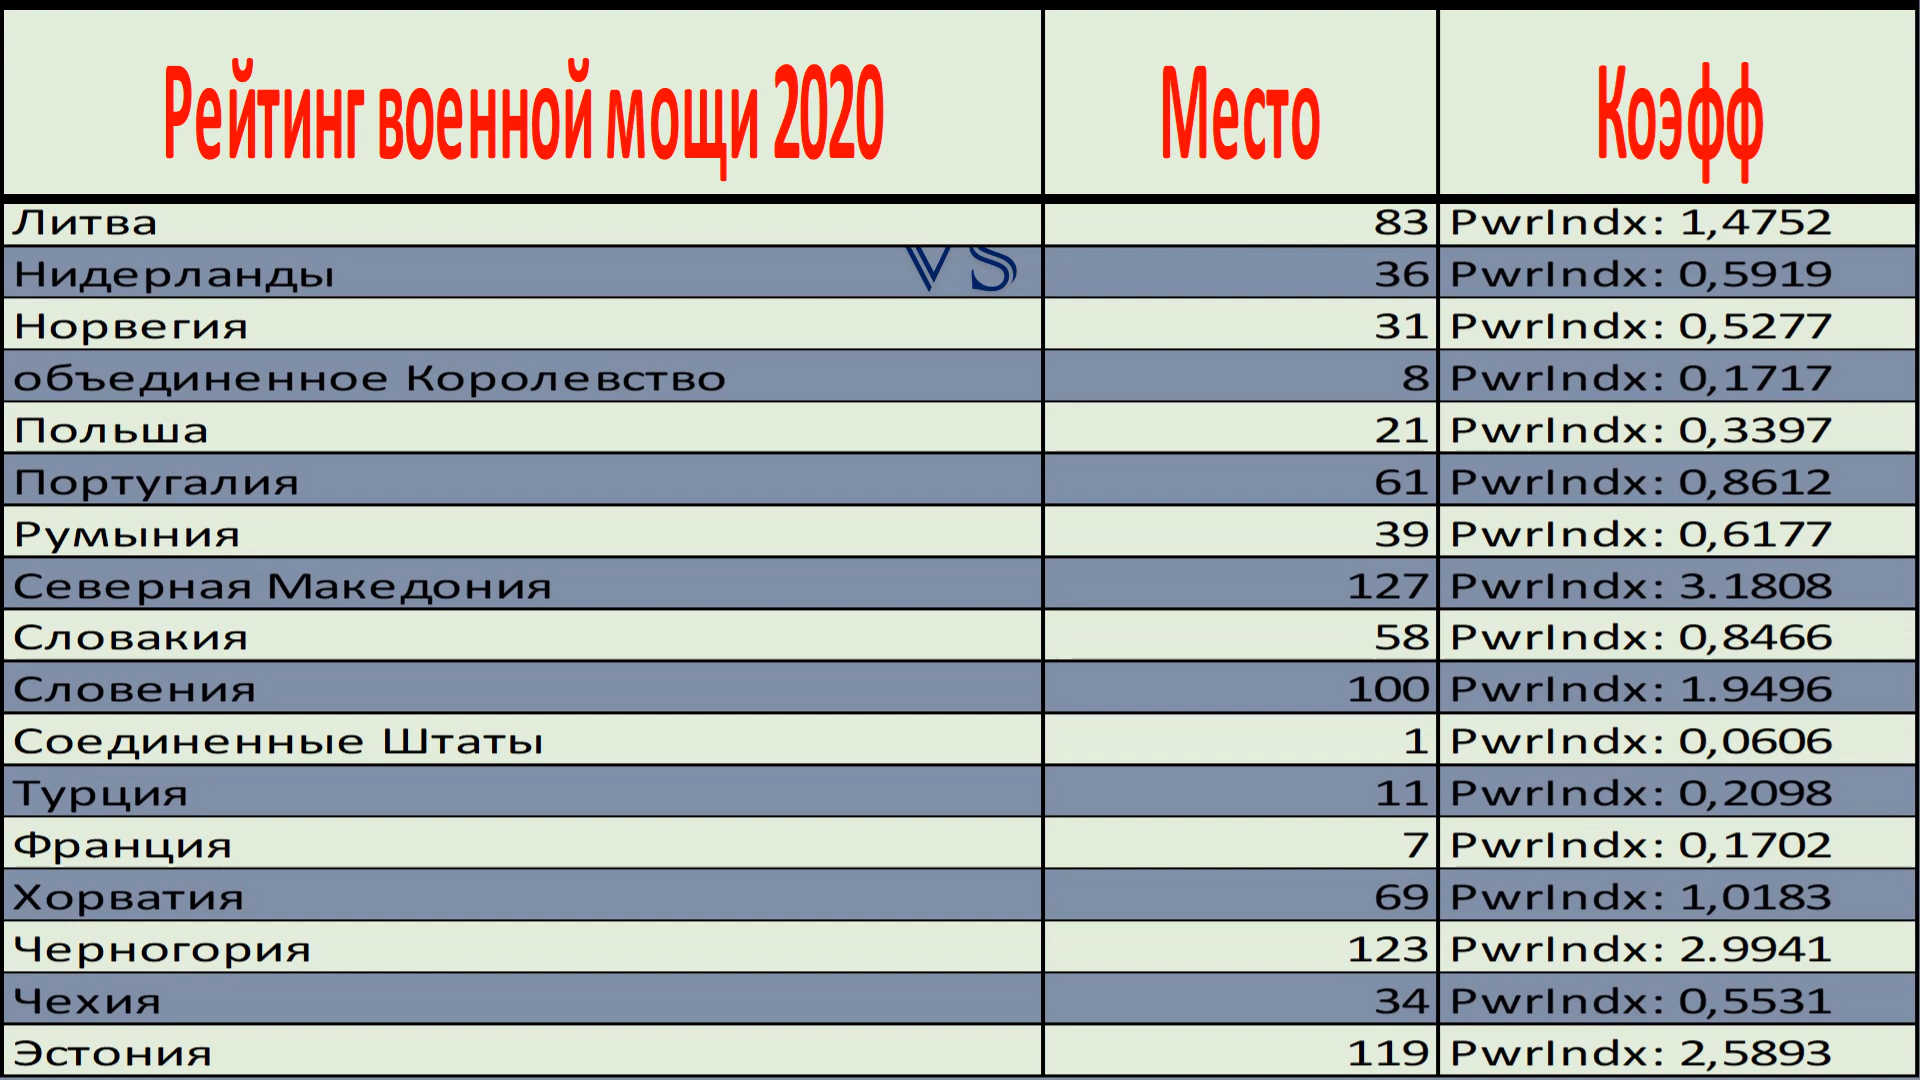 Рейтинг военной мощи 2020 Место Коэфф
Литва 83 PwrIndx: 1,4752
VS
Нидерланды 36 PwrIndx: 0,5919
Норвегия 31 PwrIndx: 0,5277
объединенное Королевство 8 PwrIndx: 0,1717
Польша 21 PwrIndx: 0,3397
Португалия 61 PwrIndx: 0,8612
Румыния 39 PwrIndx: 0,6177
Северная Македония 127 PwrIndx: 3.1808
Словакия 58 PwrIndx: 0,8466
Словения 100 PwrIndx: 1.9496
Соединенные Штаты 1 PwrIndx: 0,0606
Турция 11 PwrIndx: 0,2098
Франция 7 PwrIndx: 0,1702
Хорватия 69 PwrIndx: 1,0183
Черногория 123 PwrIndx: 2.9941
Чехия 34 PwrIndx: 0,5531
Эстония 119 PwrIndx: 2,5893